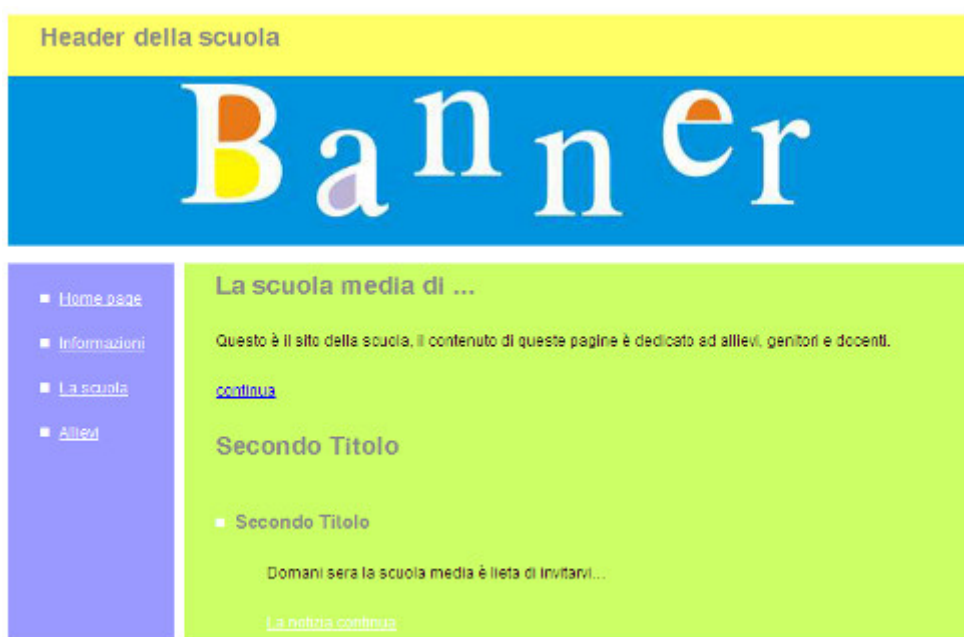 Header della scuola
Banner
Home page
Informazioni
La scuola
Allievi
La scuola media di ...
Questo è il sito della scuola, il contenuto di queste pagine è dedicato ad allievi, genitori e docenti.
continua
Secondo Titolo
Secondo Titolo
Domani sera la scuola media è lieta di invitarvi...
La notizia continua